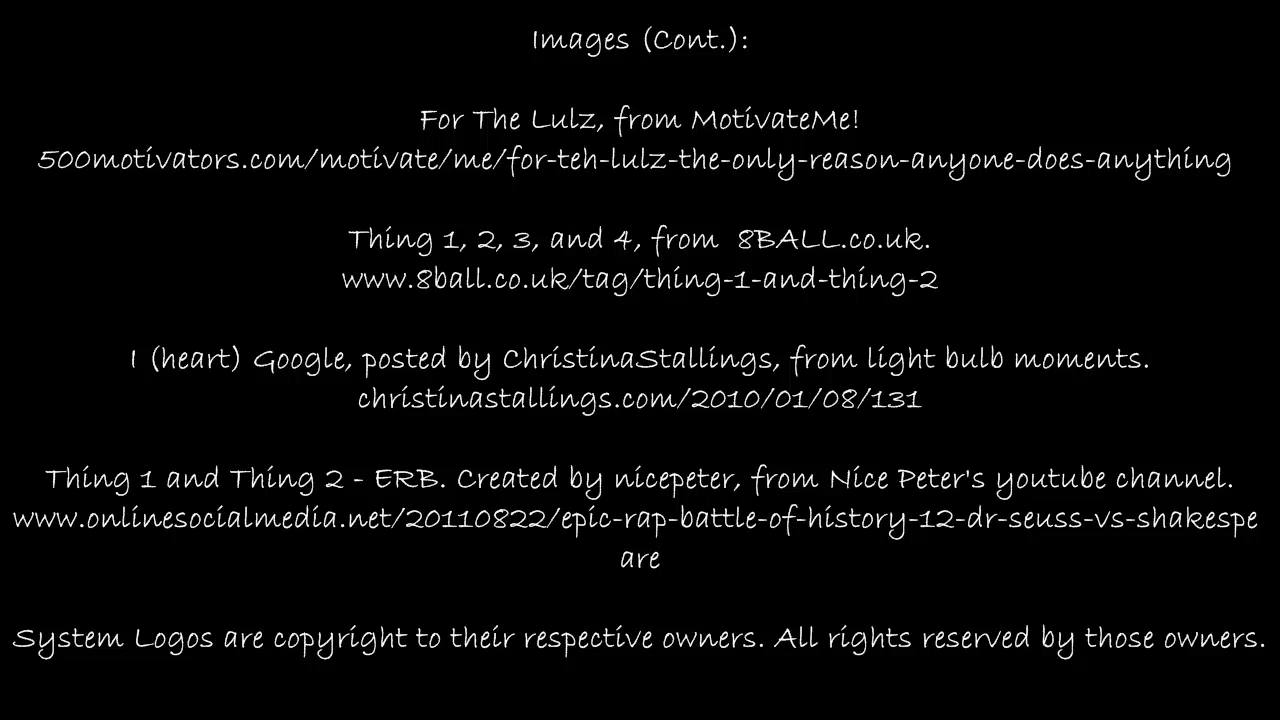 Images (Cont.):
For The Lulz, from MotivateMe!
500motivators.com/motivate/me/for-teh-lulz-the-only-reason-anyone-does-anything
Thing 1, 2, 3, and 4, from 8BALL.co.uk.
www.8ball.co.uk/tag/thing-1-and-thing-2
I (heart) Google, posted by ChristinaStallings, from light bulb moments.
christinastallings.com/2010/01/08/131
Thing 1 and Thing 2 - ERB. Created by nicepeter, from Nice Peter's youtube channel.
www.onlinesocialmedia.net/20110822/epic-rap-battle-of-history-12-dr-seuss-vs-shakespe
are
System Logos are copyright to their respective owners. All rights reserved by those owners.